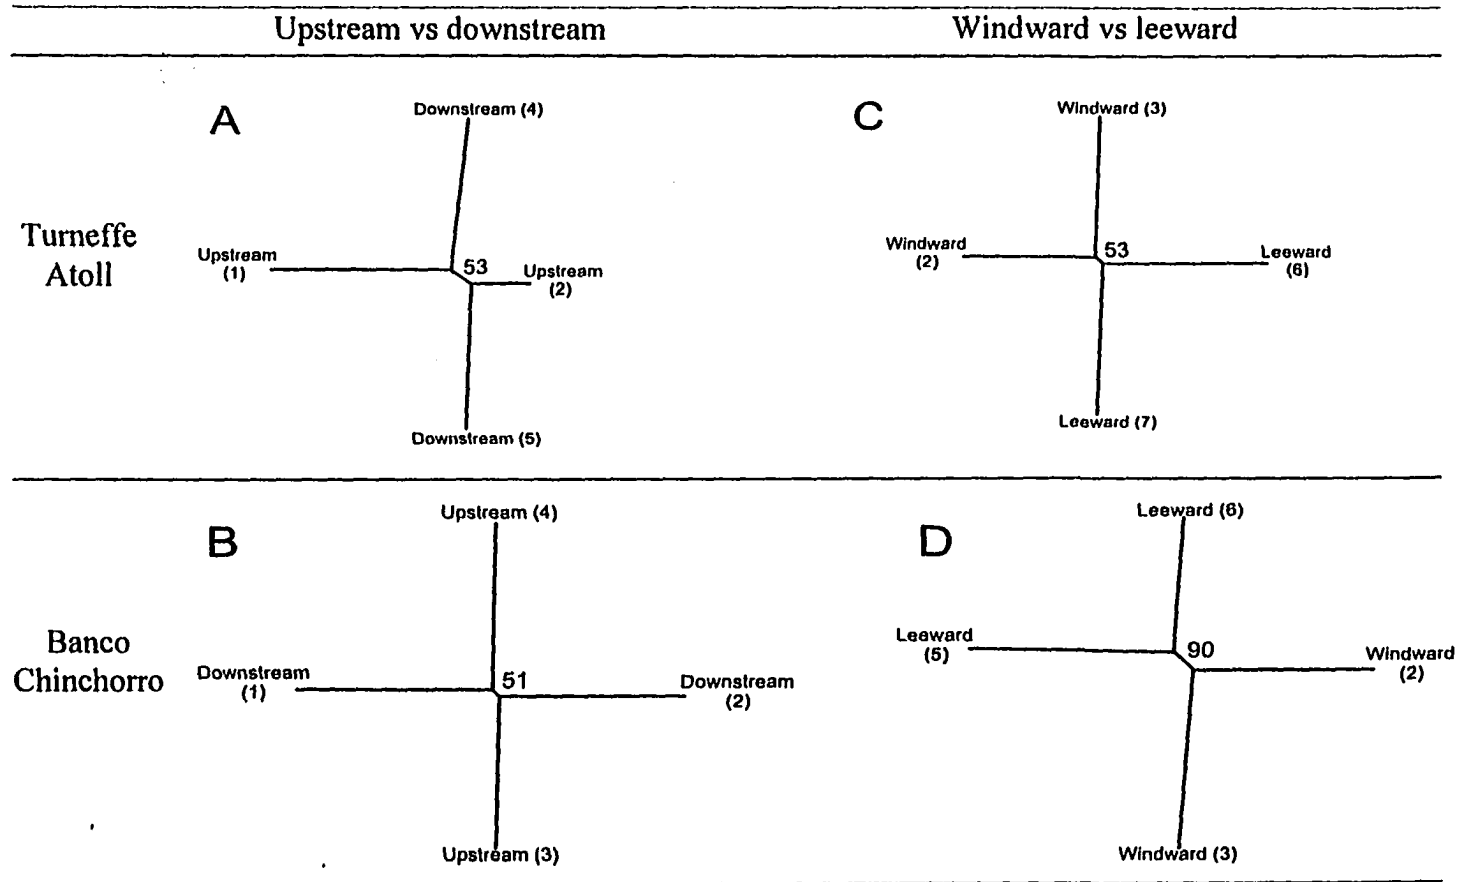 Upstream vs downstream
Windward vs leeward
Turneffe
Atoll
A
Downstream (4)
Upstream
(1)
53
Upstream
(2)
Downstream (5)
C
Windward (3)
Windward
(2)
53
Leeward
(6)
Leeward (7)
Banco
Chinchorro
B
Upstream (4)
Downstream
(1)
51
Downstream
(2)
Upstream (3)
D
Leeward (6)
Leeward
(5)
90
Windward
(2)
Windward (3)